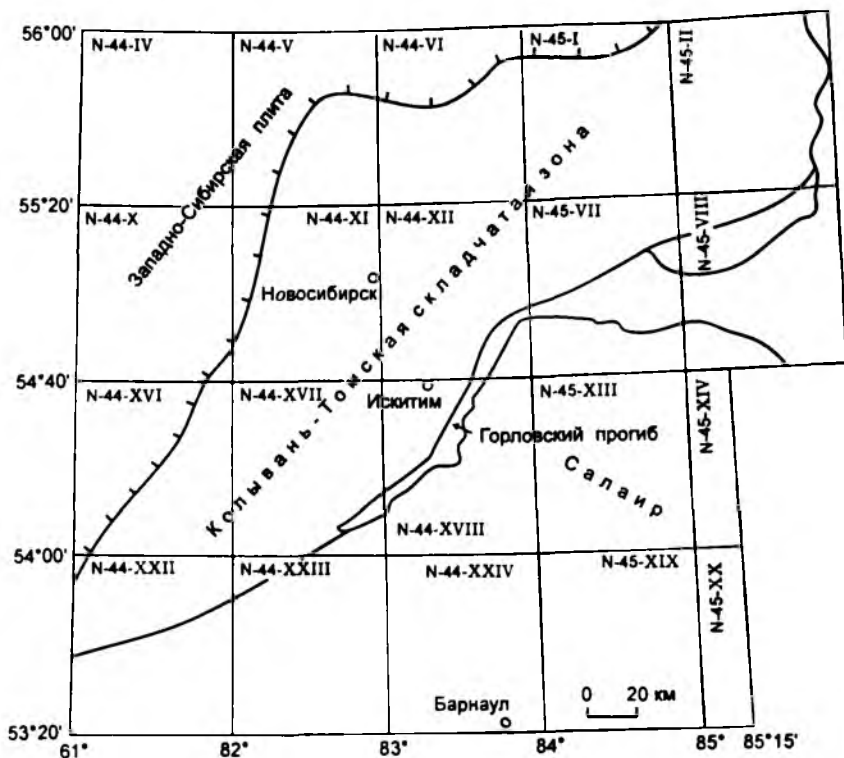 56°00'
N-44-IV
N-44-V
N-44-VI
N-45-I
N-45-II
Западно-Сибирская плита
Колывань-Томская складчатая зона
55°20'
N-44-X
N-44-XI
N-44-XII
N-45-VII
N-45-VIII
Новосибирск
54°40'
N-44-XVI
N-44-XVII
Искитим
N-45-XIII
N-45-XIV
Горловский прогиб
Салаир
N-44-XVIII
54°00'
N-44-XXII
N-44-XXIII
N-44-XXIV
N-45-XIX
N-45-XX
Барнаул
0 20 км
53°20'
61° 82° 83° 84° 85° 85°15'